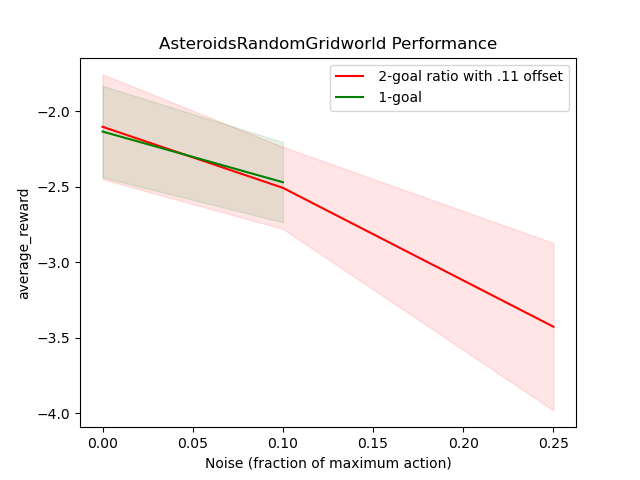 AsteroidsRandomGridworld Performance
2-goal ratio with .11 offset
1-goal
average_reward
−2.0
−2.5
−3.0
−3.5
−4.0
0.00 0.05 0.10 0.15 0.20 0.25
Noise (fraction of maximum action)